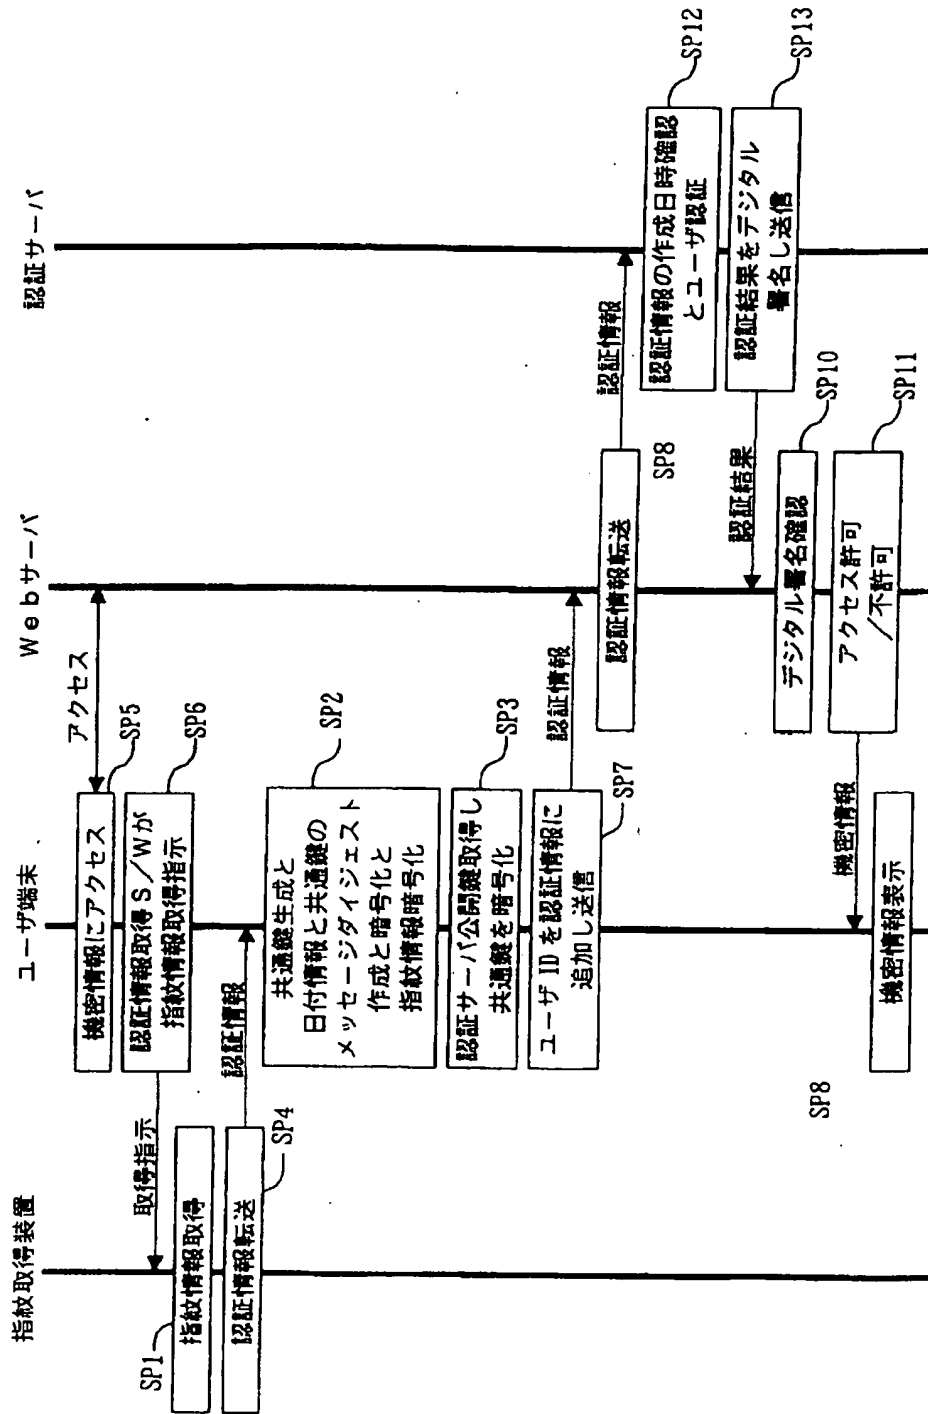 指紋取得装置
ユーザ端末
Webサーバ
認証サーバ
機密情報にアクセス
SP5
アクセス
認証情報取得S/Wが
指紋情報取得指示
SP6
取得指示
SP1
指紋情報取得
認証情報転送
SP4
認証情報
共通鍵生成と
日付情報と共通鍵の
メッセージダイジェスト
作成と暗号化と
指紋情報暗号化
SP2
認証サーバ公開鍵取得し
共通鍵を暗号化
SP3
ユーザIDを認証情報に
追加し送信
SP7
認証情報
認証情報転送
SP8
認証情報
認証情報の作成日時確認
とユーザ認証
SP12
認証結果をデジタル
署名し送信
SP13
認証結果
デジタル署名確認
SP10
アクセス許可
/不許可
SP11
機密情報
機密情報表示
SP8